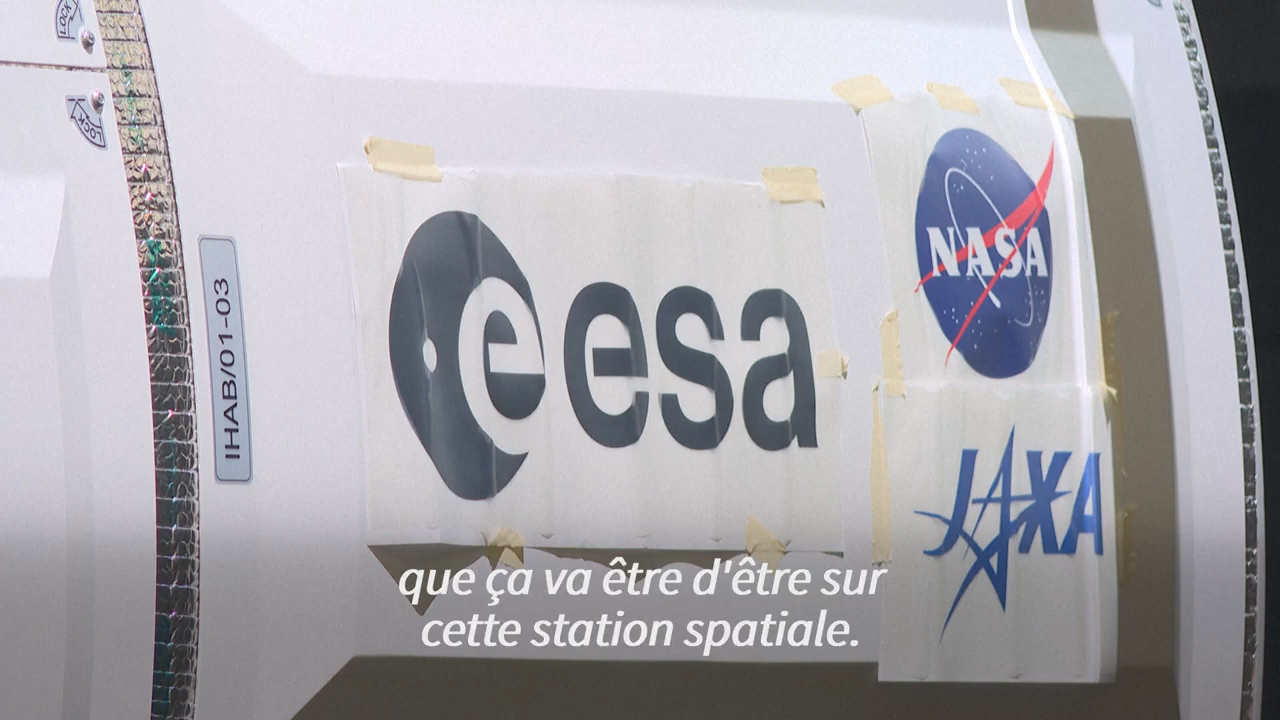 LOCK
LOCK
IHAB/01-03
e esa
NASA
JAXA
que ça va être d'être sur
cette station spatiale.